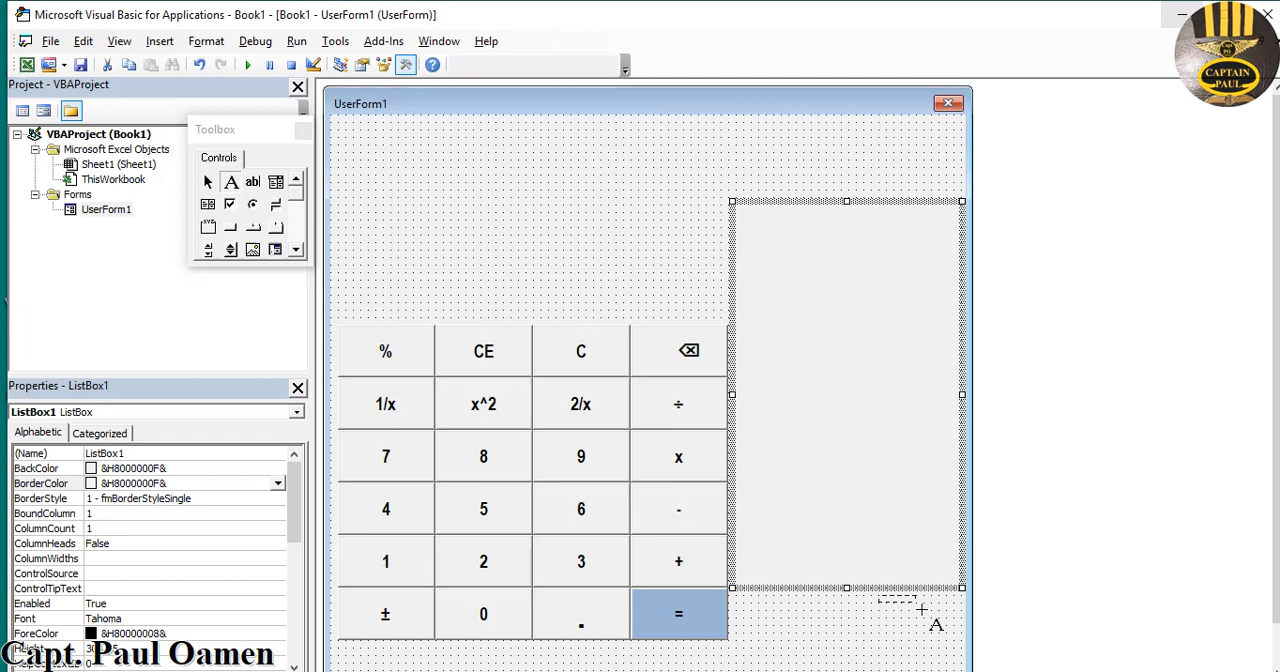 Microsoft Visual Basic for Applications - Book1 - [Book1 - UserForm1 (UserForm)]
File Edit View Insert Format Debug Run Tools Add-Ins Window Help
CAPTAIN
PAUL
Project - VBAProject
UserForm1
VBAProject (Book1)
Microsoft Excel Objects
Sheet1 (Sheet1)
ThisWorkbook
Forms
UserForm1
Toolbox
Controls
A ab|
% CE C ⌫
1/x x^2 2/x ÷
7 8 9 x
4 5 6 -
1 2 3 +
± 0 . =
A
Properties - ListBox1
ListBox1 ListBox
Alphabetic Categorized
(Name) ListBox1
BackColor &H8000000F&
BorderColor &H8000000F&
BorderStyle 1 - fmBorderStyleSingle
BoundColumn 1
ColumnCount 1
ColumnHeads False
ColumnWidths
ControlSource
ControlTipText
Enabled True
Font Tahoma
ForeColor &H80000008&
Capt. Paul Oamen